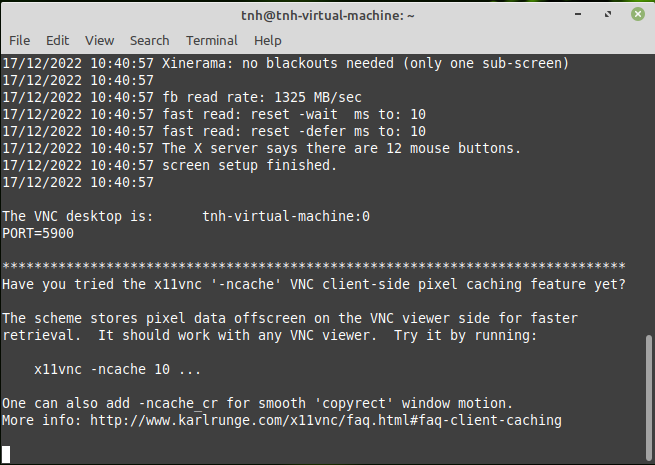 tnh@tnh-virtual-machine: ~
File Edit View Search Terminal Help
17/12/2022 10:40:57 Xinerama: no blackouts needed (only one sub-screen)
17/12/2022 10:40:57
17/12/2022 10:40:57 fb read rate: 1325 MB/sec
17/12/2022 10:40:57 fast read: reset -wait  ms to: 10
17/12/2022 10:40:57 fast read: reset -defer ms to: 10
17/12/2022 10:40:57 The X server says there are 12 mouse buttons.
17/12/2022 10:40:57 screen setup finished.
17/12/2022 10:40:57
The VNC desktop is:      tnh-virtual-machine:0
PORT=5900
******************************************************************************
Have you tried the x11vnc '-ncache' VNC client-side pixel caching feature yet?
The scheme stores pixel data offscreen on the VNC viewer side for faster
retrieval.  It should work with any VNC viewer.  Try it by running:
x11vnc -ncache 10 ...
One can also add -ncache_cr for smooth 'copyrect' window motion.
More info: http://www.karlrunge.com/x11vnc/faq.html#faq-client-caching